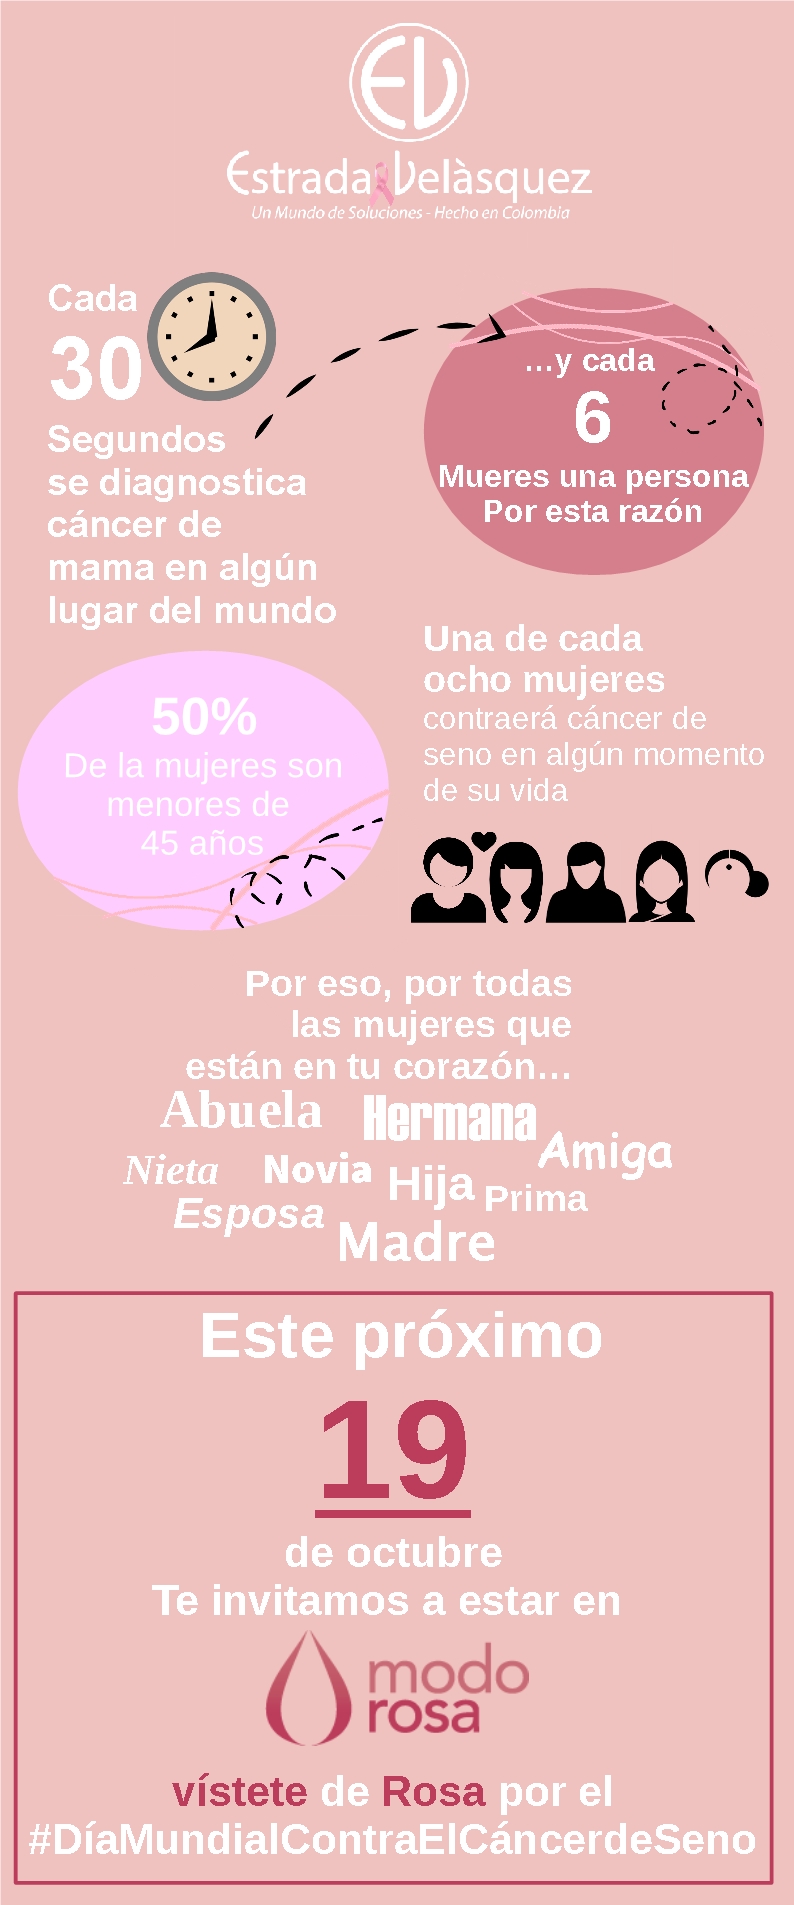 EV
Estrada Velàsquez
Un Mundo de Soluciones - Hecho en Colombia
Cada
30
Segundos
se diagnostica
cáncer de
mama en algún
lugar del mundo
...y cada
6
Mueres una persona
Por esta razón
Una de cada
ocho mujeres
contraerá cáncer de
seno en algún momento
de su vida
50%
De la mujeres son
menores de
45 años
Por eso, por todas
las mujeres que
están en tu corazón...
Abuela Hermana
Amiga
Nieta Novia Hija Prima
Esposa Madre
Este próximo
19
de octubre
Te invitamos a estar en
modo
rosa
vístete de Rosa por el
#DíaMundialContraElCáncerdeSeno